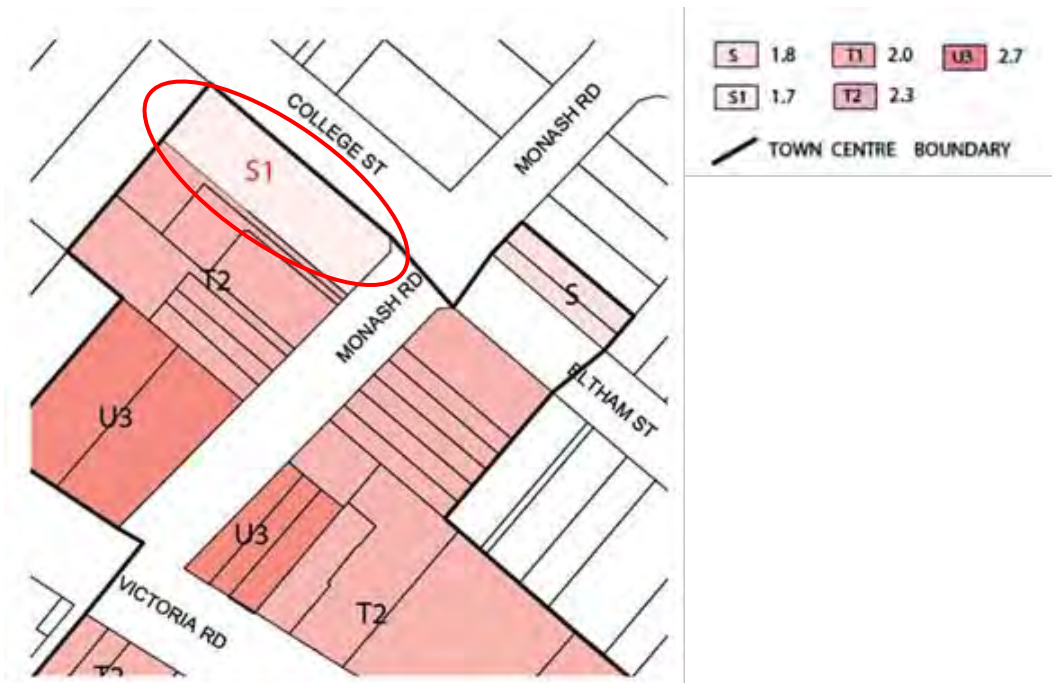 COLLEGE ST
MONASH RD
S1
T2
MONASH RD
S
ELTHAM ST
U3
U3
T2
VICTORIA RD
S 1.8
T1 2.0
U3 2.7
S1 1.7
T2 2.3
TOWN CENTRE BOUNDARY